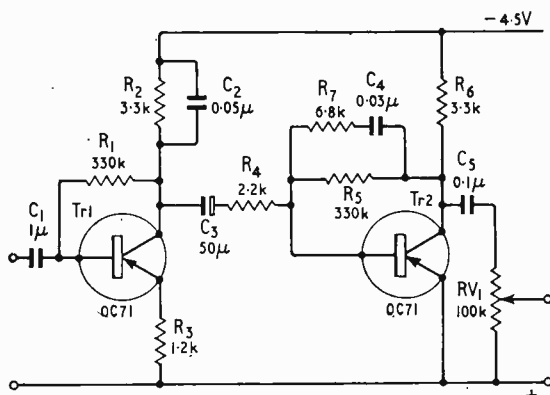 −4.5V
R2
3.3k
C2
0.05μ
R1
330k
C1
1μ
Tr1
OC71
R3
1.2k
C3
50μ
R4
2.2k
R7
6.8k
C4
0.03μ
R5
330k
R6
3.3k
C5
0.1μ
Tr2
OC71
RV1
100k
+